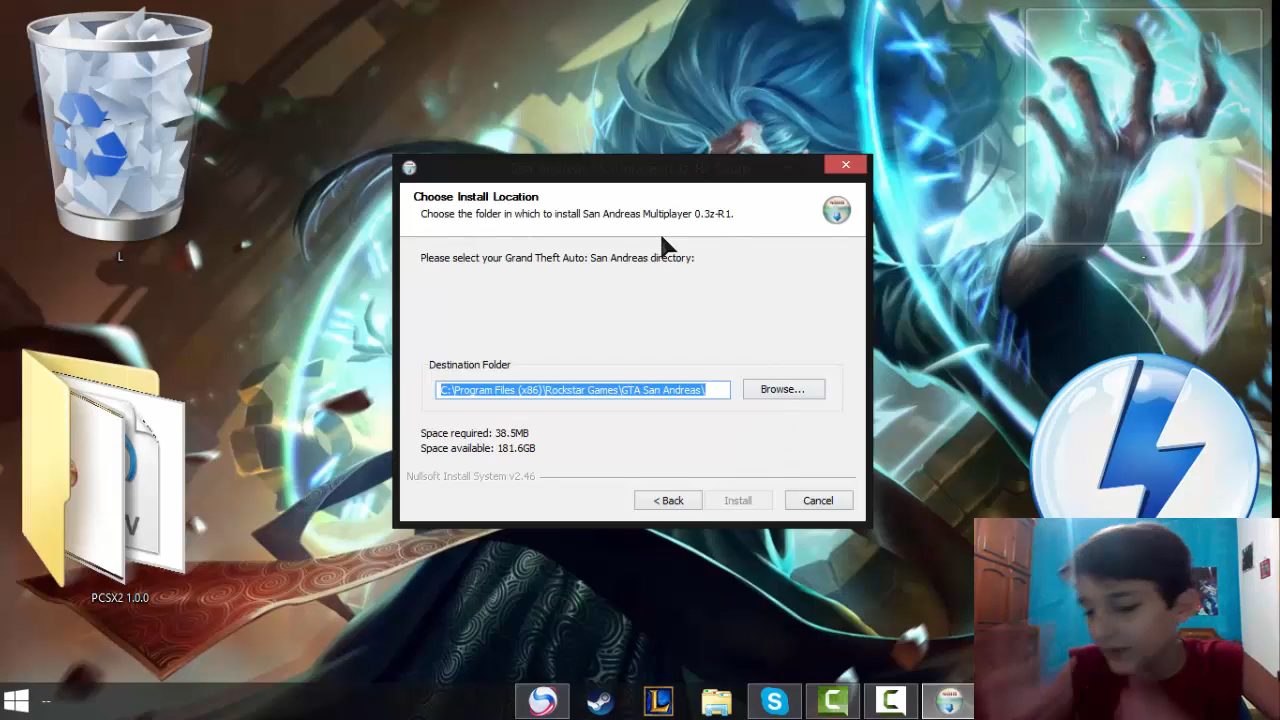 Choose Install Location
Choose the folder in which to install San Andreas Multiplayer 0.3z-R1.
Please select your Grand Theft Auto: San Andreas directory:
Destination Folder
C:\Program Files (x86)\Rockstar Games\GTA San Andreas\
Browse...
Space required: 38.5MB
Space available: 181.6GB
Nullsoft Install System v2.46
< Back
Install
Cancel
L
PCSX2 1.0.0